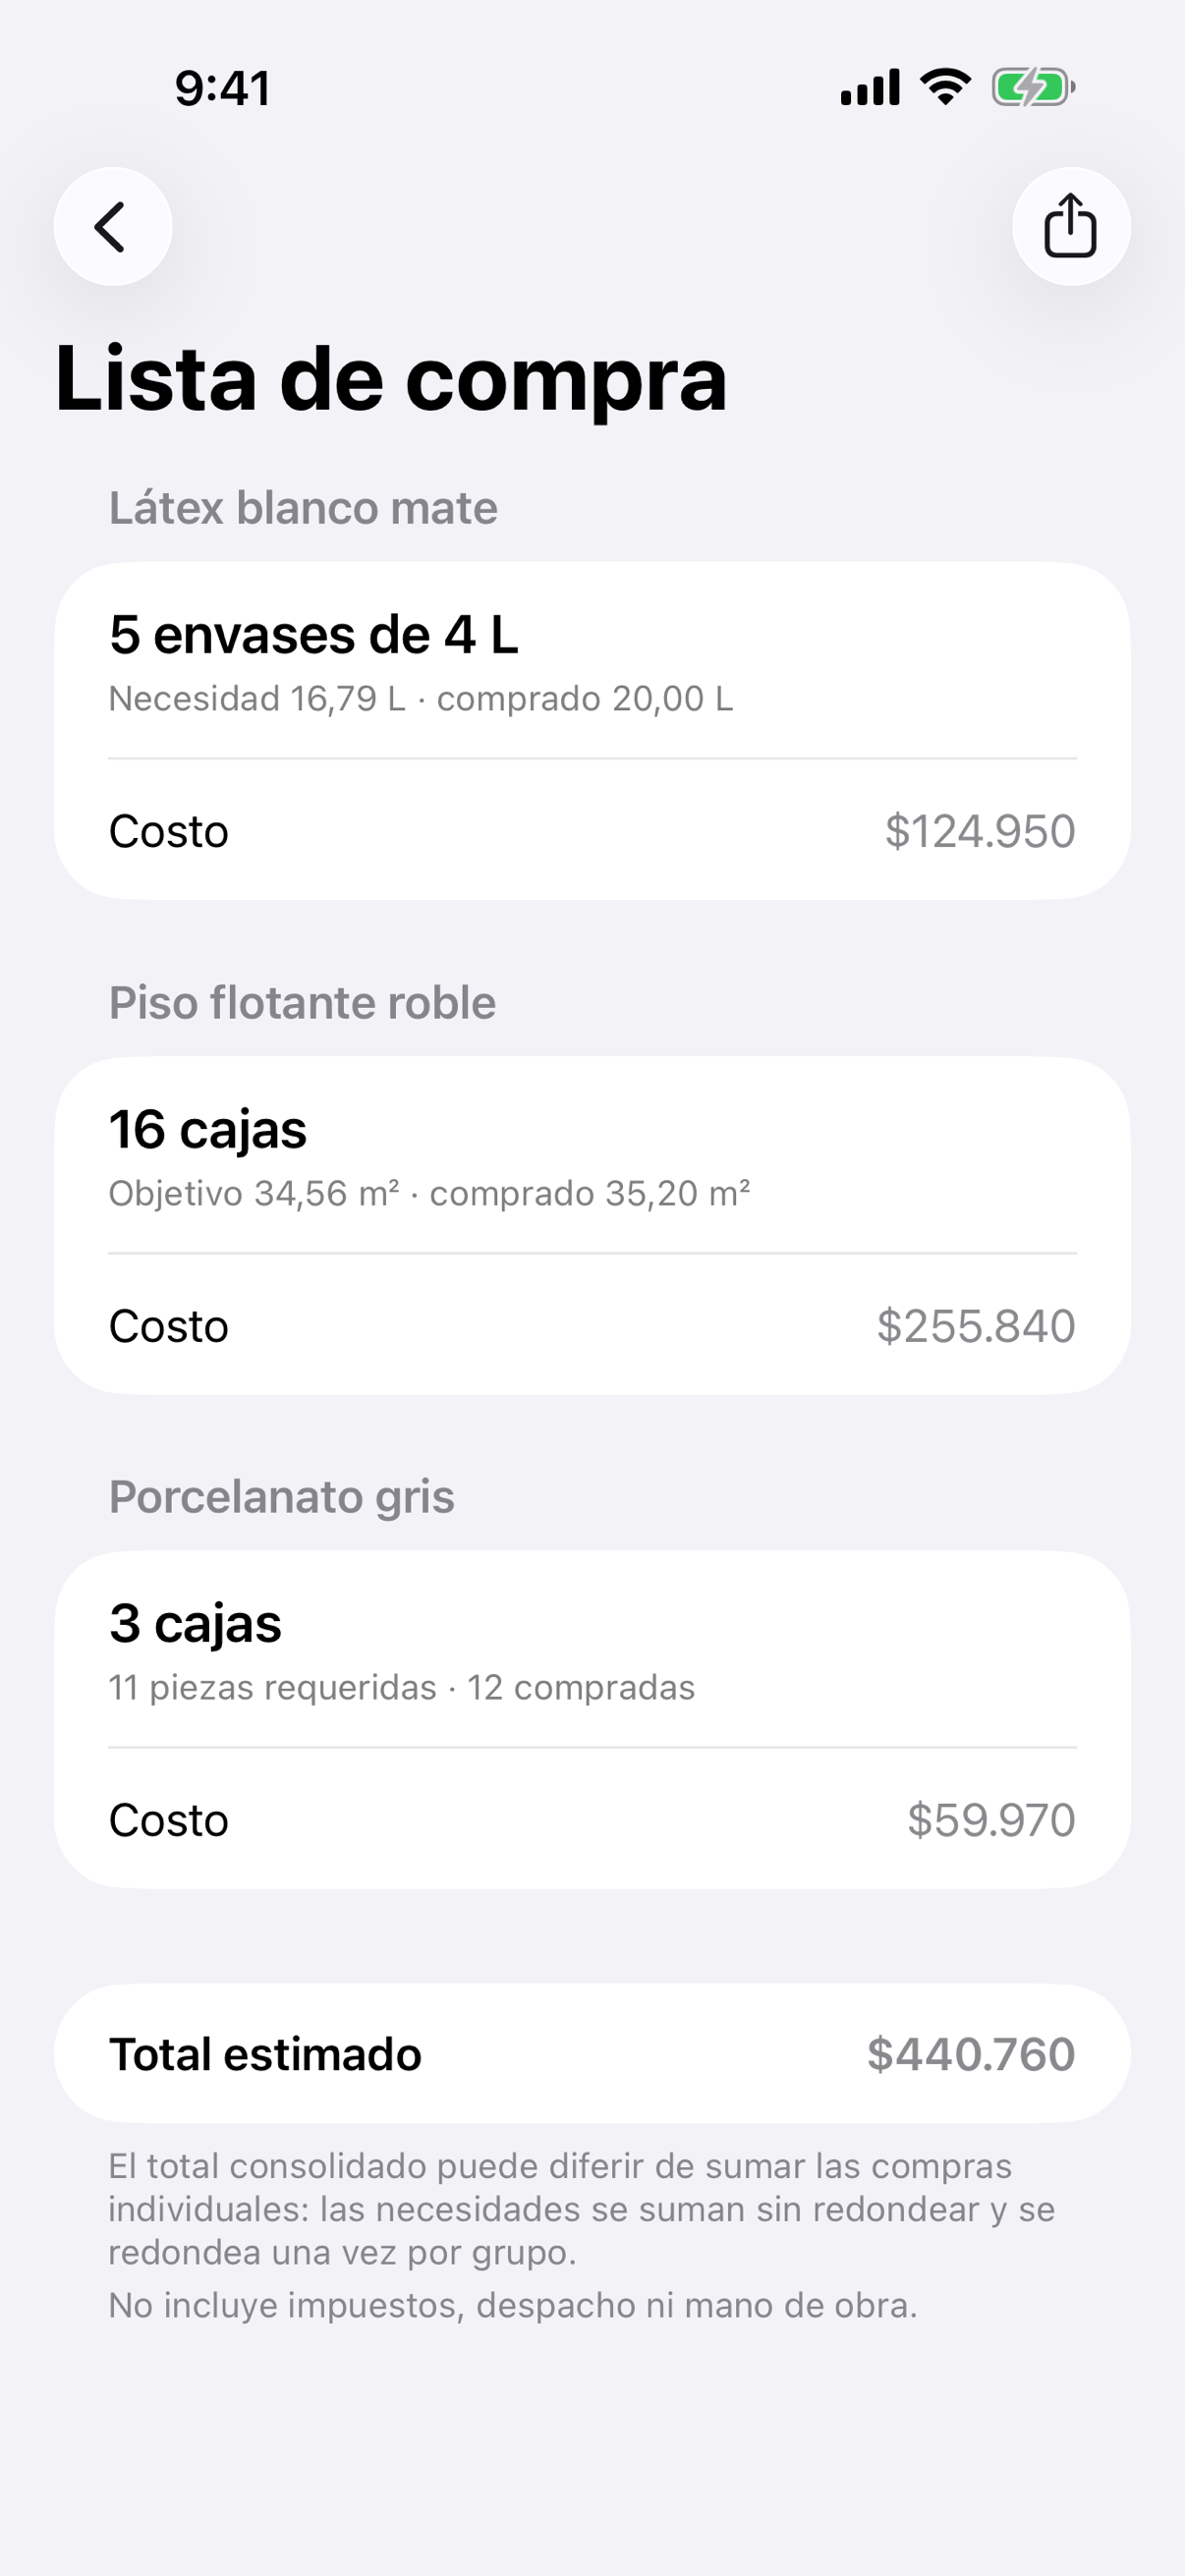 9:41
Lista de compra
Látex blanco mate
5 envases de 4 L
Necesidad 16,79 L · comprado 20,00 L
Costo $124.950
Piso flotante roble
16 cajas
Objetivo 34,56 m² · comprado 35,20 m²
Costo $255.840
Porcelanato gris
3 cajas
11 piezas requeridas · 12 compradas
Costo $59.970
Total estimado $440.760
El total consolidado puede diferir de sumar las compras
individuales: las necesidades se suman sin redondear y se
redondea una vez por grupo.
No incluye impuestos, despacho ni mano de obra.